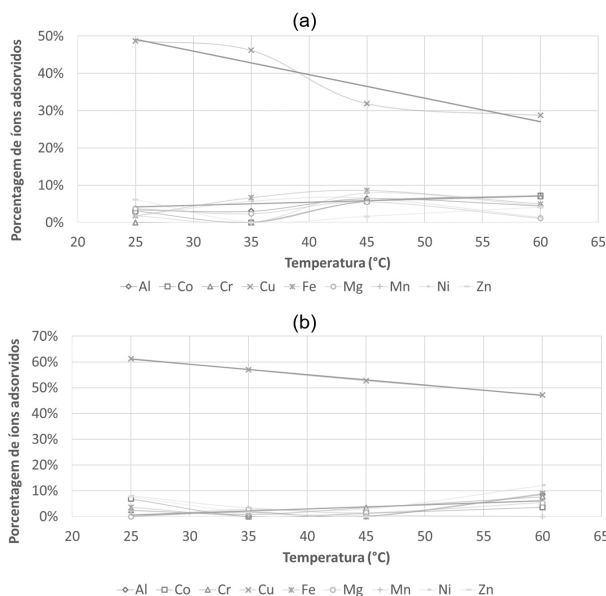 (a)
Porcentagem de íons adsorvidos
50%
40%
30%
20%
10%
0%
20 25 30 35 40 45 50 55 60 65
Temperatura (°C)
Al Co Cr Cu Fe Mg Mn Ni Zn
(b)
Porcentagem de íons adsorvidos
70%
60%
50%
40%
30%
20%
10%
0%
20 25 30 35 40 45 50 55 60 65
Temperatura (°C)
Al Co Cr Cu Fe Mg Mn Ni Zn